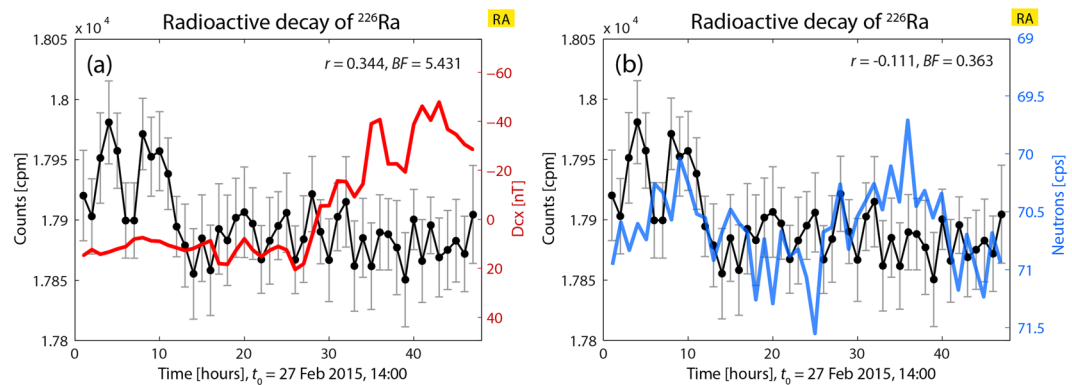 Radioactive decay of ²²⁶Ra
RA
x 10⁴
(a)
r = 0.344, BF = 5.431
1.805
1.8
1.795
1.79
1.785
1.78
Counts [cpm]
−60
−40
−20
0
20
40
Dcx [nT]
0
10
20
30
40
Time [hours], t₀ = 27 Feb 2015, 14:00
Radioactive decay of ²²⁶Ra
RA
x 10⁴
(b)
r = -0.111, BF = 0.363
1.805
1.8
1.795
1.79
1.785
1.78
Counts [cpm]
69
69.5
70
70.5
71
71.5
Neutrons [cps]
0
10
20
30
40
Time [hours], t₀ = 27 Feb 2015, 14:00